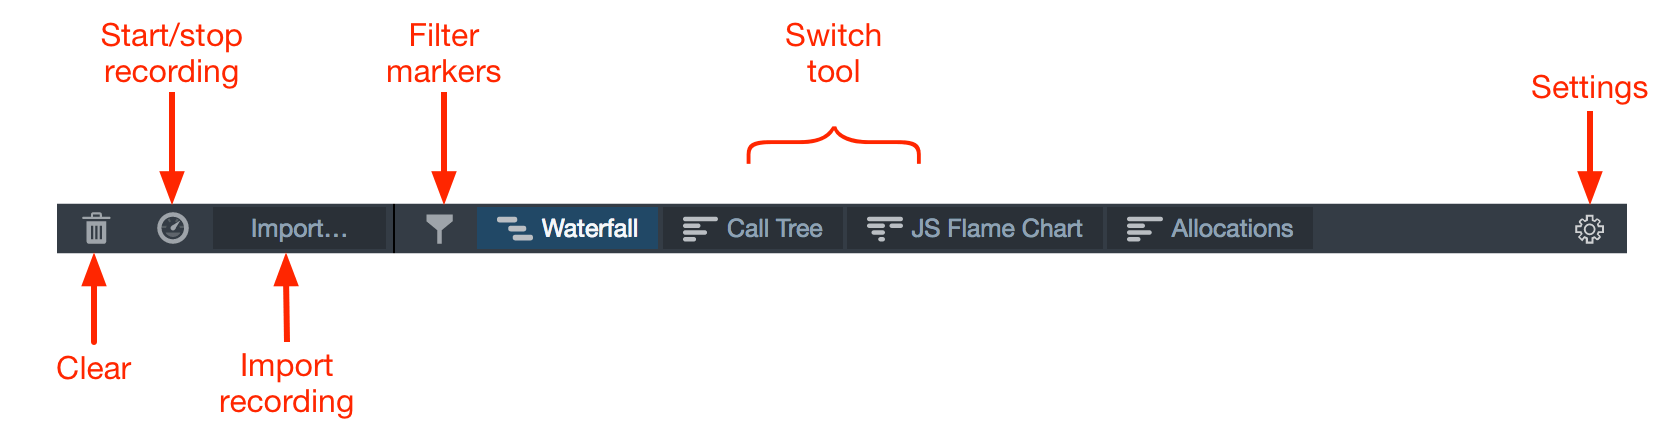 Start/stop
recording
Filter
markers
Switch
tool
Settings
Import...
Waterfall
Call Tree
JS Flame Chart
Allocations
Clear
Import
recording